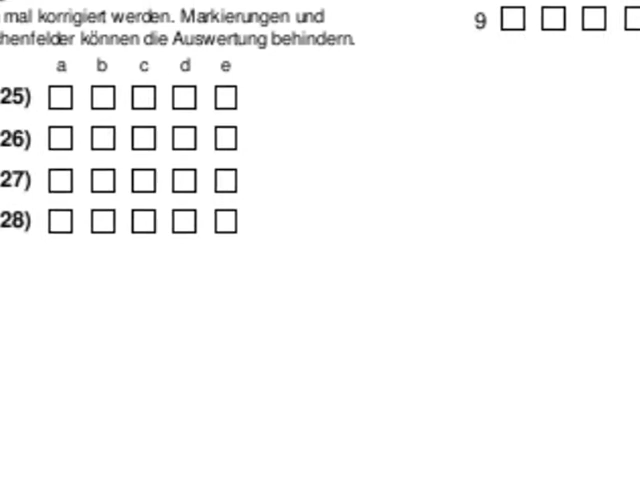 mal korrigiert werden. Markierungen und
henfelder können die Auswertung behindern.
9
a b c d e
25)
26)
27)
28)